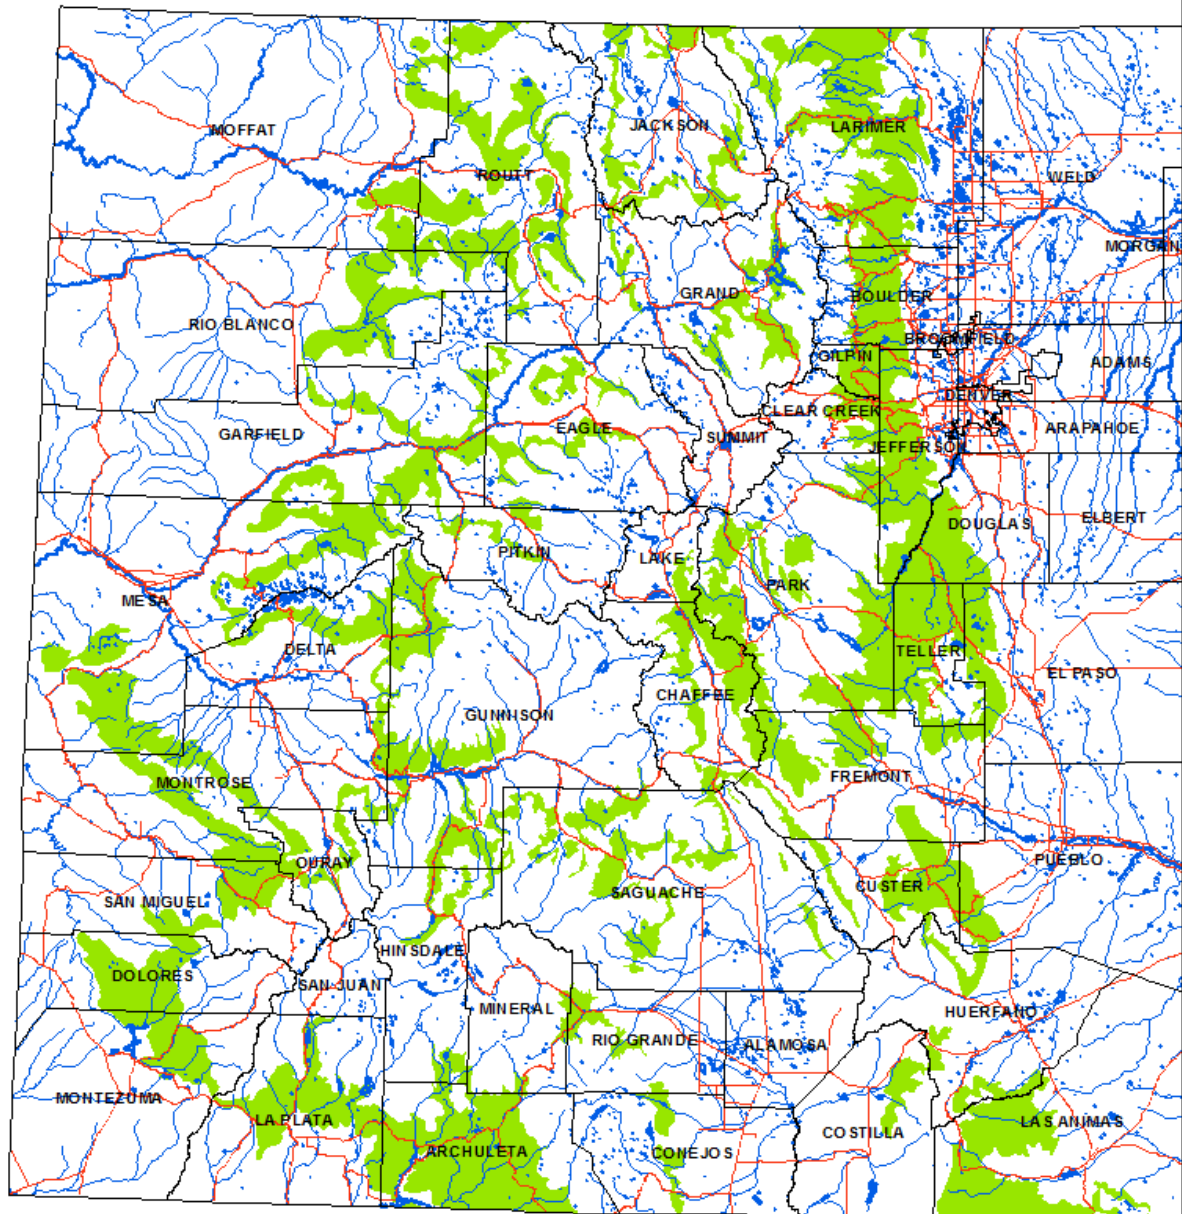 JACKSON
MOFFAT
LARIMER
ROUTT
WELD
MORGAN
GRAND
BOULDER
RIO BLANCO
BROOMFIELD
GILPIN
ADAMS
DENVER
CLEAR CREEK
GARFIELD
EAGLE
SUMMIT
ARAPAHOE
JEFFERSON
ELBERT
DOUGLAS
PITKIN
LAKE
PARK
MESA
DELTA
TELLER
EL PASO
CHAFFEE
GUNNISON
FREMONT
MONTROSE
PUEBLO
OURAY
CUSTER
SAGUACHE
SAN MIGUEL
HINSDALE
DOLORES
SAN JUAN
MINERAL
HUERFANO
RIO GRANDE
ALAMOSA
MONTEZUMA
LA PLATA
LAS ANIMAS
COSTILLA
ARCHULETA
CONEJOS